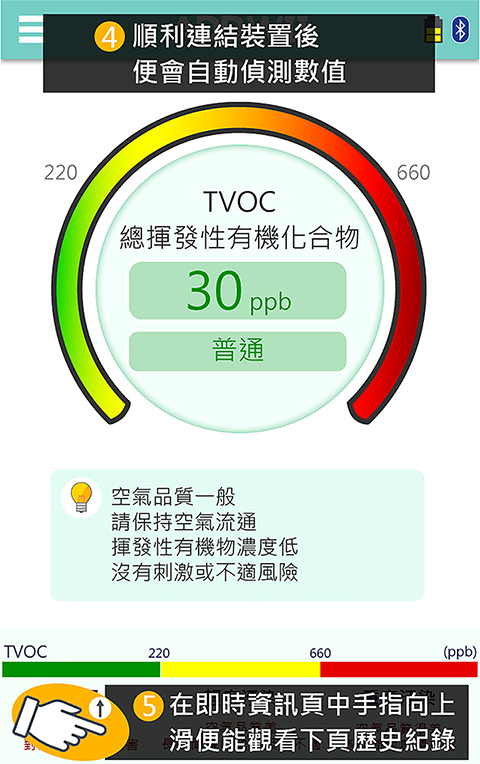 4 順利連結裝置後
便會自動偵測數值
220
660
TVOC
總揮發性有機化合物
30 ppb
普通
空氣品質一般
請保持空氣流通
揮發性有機物濃度低
沒有刺激或不適風險
TVOC 220 660 (ppb)
5 在即時資訊頁中手指向上
滑便能觀看下頁歷史紀錄